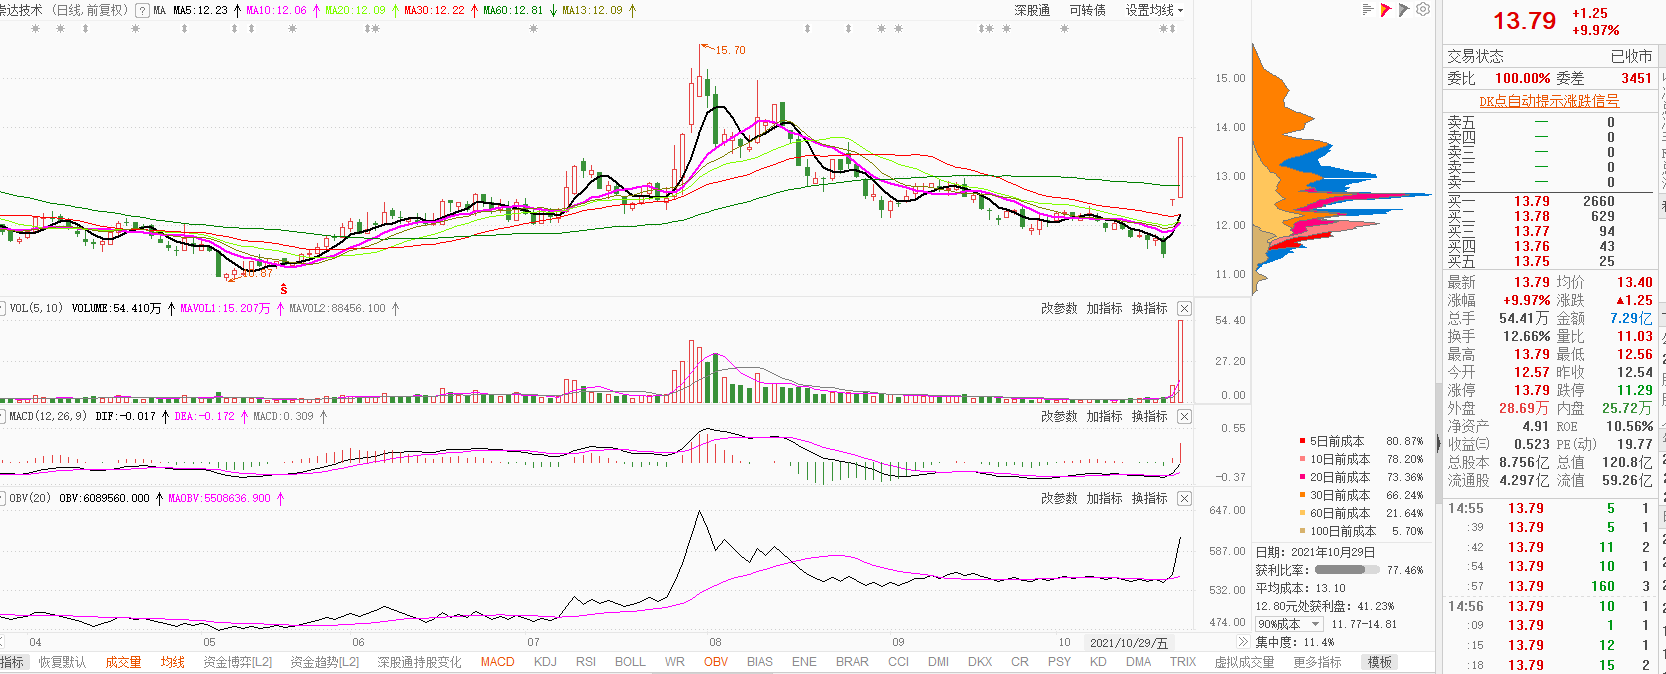 崇达技术 (日线,前复权) ? MA MA5:12.23 ↑ MA10:12.06 ↑ MA20:12.09 ↑ MA30:12.22 ↑ MA60:12.81 ↓ MA13:12.09 ↑
深股通 可转债 设置均线
15.70
15.00
14.00
13.00
12.00
11.00
10.87
S
VOL(5,10) VOLUME:54.410万 ↑ MAVOL1:15.207万 ↑ MAVOL2:88456.100 ↑
改参数 加指标 换指标
54.40
27.20
0.00
MACD(12,26,9) DIF:-0.017 ↑ DEA:-0.172 ↑ MACD:0.309 ↑
改参数 加指标 换指标
0.55
-0.37
OBV(20) OBV:6089560.000 ↑ MAOBV:5508636.900 ↑
改参数 加指标 换指标
647.00
587.00
532.00
474.00
04 05 06 07 08 09 10 2021/10/29/五
指标 恢复默认 成交量 均线 资金博弈[L2] 资金趋势[L2] 深股通持股变化 MACD KDJ RSI BOLL WR OBV BIAS ENE BRAR CCI DMI DKX CR PSY KD DMA TRIX 虚拟成交量 更多指标 模板
5日前成本 80.87%
10日前成本 78.20%
20日前成本 73.36%
30日前成本 66.24%
60日前成本 21.64%
100日前成本 5.70%
日期: 2021年10月29日
获利比率: 77.46%
平均成本: 13.10
12.80元处获利盘: 41.23%
90%成本 11.77-14.81
集中度: 11.4%
13.79 +1.25
+9.97%
交易状态 已收市
委比 100.00% 委差 3451
DK点自动提示涨跌信号
卖五 — 0
卖四 — 0
卖三 — 0
卖二 — 0
卖一 — 0
买一 13.79 2660
买二 13.78 629
买三 13.77 94
买四 13.76 43
买五 13.75 25
最新 13.79 均价 13.40
涨幅 +9.97% 涨跌 ▲1.25
总手 54.41万 金额 7.29亿
换手 12.66% 量比 11.03
最高 13.79 最低 12.56
今开 12.57 昨收 12.54
涨停 13.79 跌停 11.29
外盘 28.69万 内盘 25.72万
净资产 4.91 ROE 10.56%
收益㈢ 0.523 PE(动) 19.77
总股本 8.756亿 总值 120.8亿
流通股 4.297亿 流值 59.26亿
14:55 13.79 5 1
:39 13.79 5 1
:42 13.79 11 2
:54 13.79 10 1
:57 13.79 160 3
14:56 13.79 10 1
:09 13.79 1 1
:15 13.79 12 1
:18 13.79 15 2